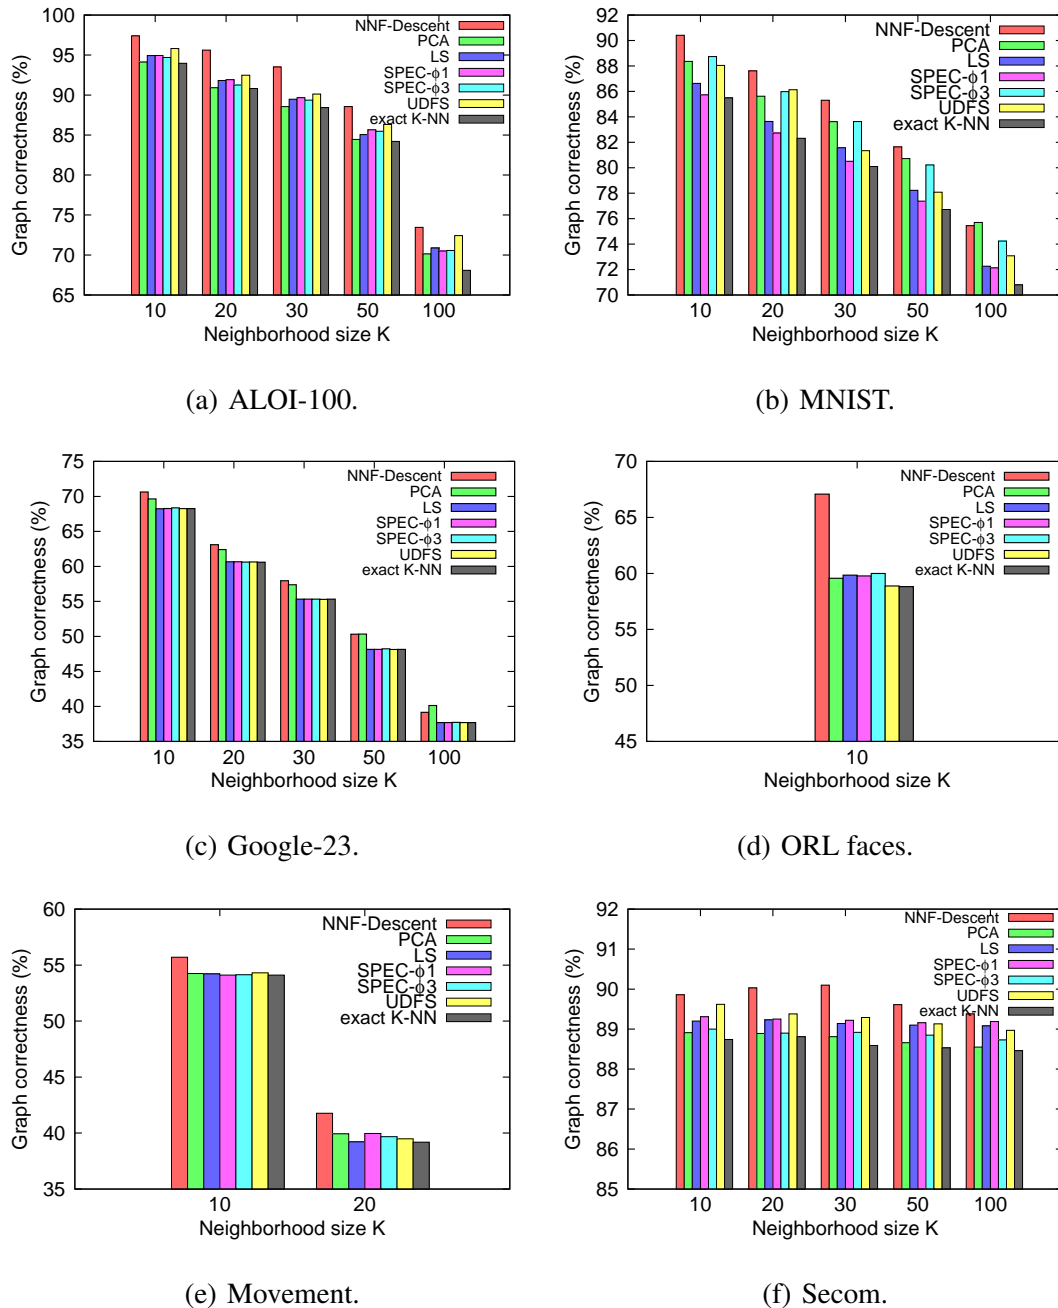 100
95
90
85
80
75
70
65
10 20 30 50 100
Graph correctness (%)
Neighborhood size K
NNF-Descent
PCA
LS
SPEC-ϕ1
SPEC-ϕ3
UDFS
exact K-NN
(a) ALOI-100.
92
90
88
86
84
82
80
78
76
74
72
70
10 20 30 50 100
Graph correctness (%)
Neighborhood size K
NNF-Descent
PCA
LS
SPEC-ϕ1
SPEC-ϕ3
UDFS
exact K-NN
(b) MNIST.
75
70
65
60
55
50
45
40
35
10 20 30 50 100
Graph correctness (%)
Neighborhood size K
NNF-Descent
PCA
LS
SPEC-ϕ1
SPEC-ϕ3
UDFS
exact K-NN
(c) Google-23.
70
65
60
55
50
45
10
Graph correctness (%)
Neighborhood size K
NNF-Descent
PCA
LS
SPEC-ϕ1
SPEC-ϕ3
UDFS
exact K-NN
(d) ORL faces.
60
55
50
45
40
35
10 20
Graph correctness (%)
Neighborhood size K
NNF-Descent
PCA
LS
SPEC-ϕ1
SPEC-ϕ3
UDFS
exact K-NN
(e) Movement.
92
91
90
89
88
87
86
85
10 20 30 50 100
Graph correctness (%)
Neighborhood size K
NNF-Descent
PCA
LS
SPEC-ϕ1
SPEC-ϕ3
UDFS
exact K-NN
(f) Secom.